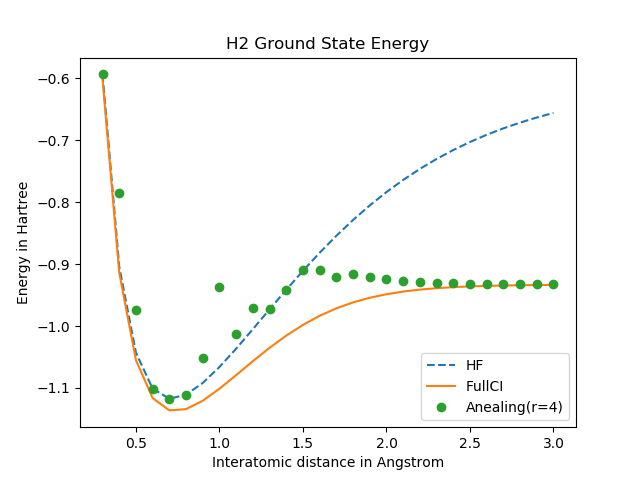 H2 Ground State Energy
Energy in Hartree
−0.6
−0.7
−0.8
−0.9
−1.0
−1.1
0.5
1.0
1.5
2.0
2.5
3.0
Interatomic distance in Angstrom
HF
FullCI
Anealing(r=4)